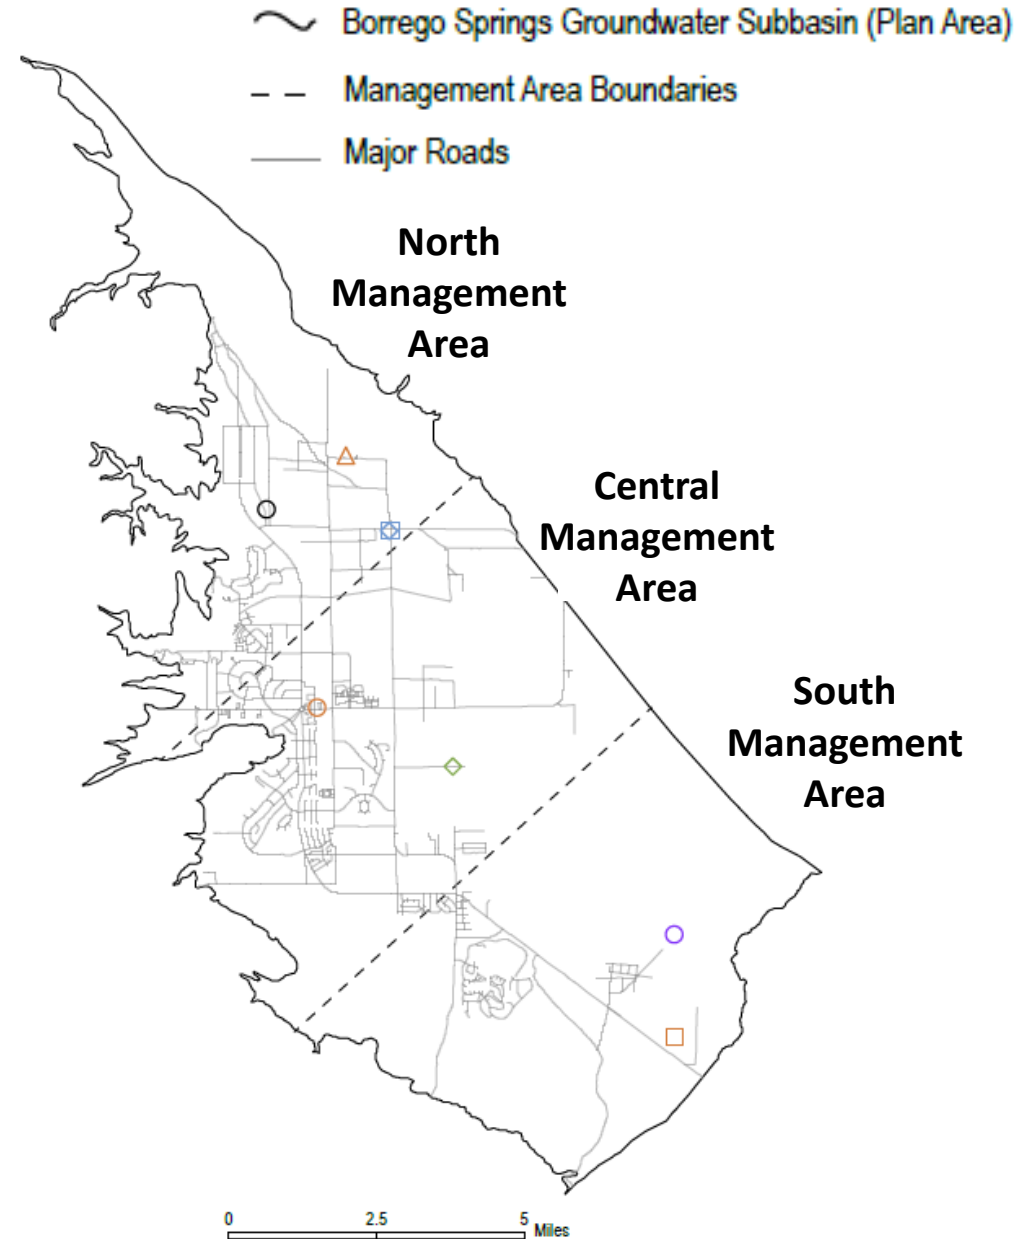 Borrego Springs Groundwater Subbasin (Plan Area)
Management Area Boundaries
Major Roads
North
Management
Area
Central
Management
Area
South
Management
Area
0 2.5 5 Miles